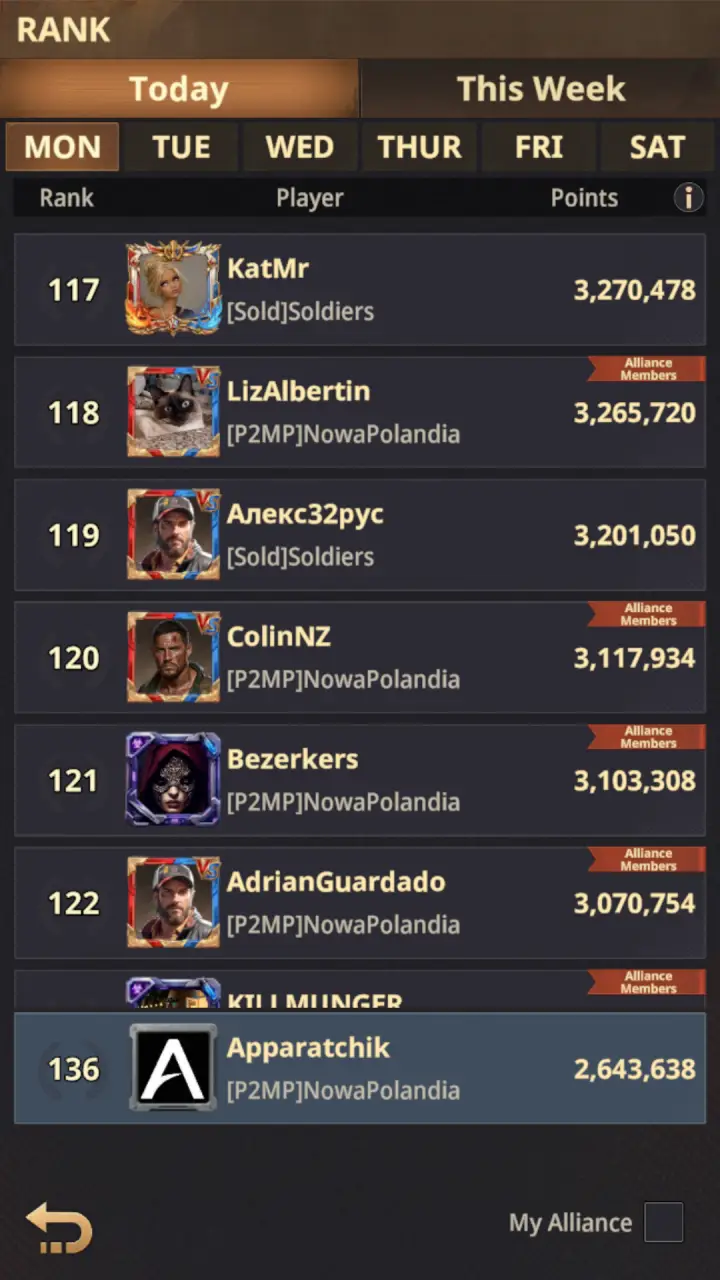 RANK
Today
This Week
MON
TUE
WED
THUR
FRI
SAT
Rank
Player
Points
117
KatMr
[Sold]Soldiers
3,270,478
Alliance
Members
118
LizAlbertin
[P2MP]NowaPolandia
3,265,720
119
Алекс32рус
[Sold]Soldiers
3,201,050
Alliance
Members
120
ColinNZ
[P2MP]NowaPolandia
3,117,934
Alliance
Members
121
Bezerkers
[P2MP]NowaPolandia
3,103,308
Alliance
Members
122
AdrianGuardado
[P2MP]NowaPolandia
3,070,754
Alliance
Members
KILLMUNGER
136
Apparatchik
[P2MP]NowaPolandia
2,643,638
My Alliance